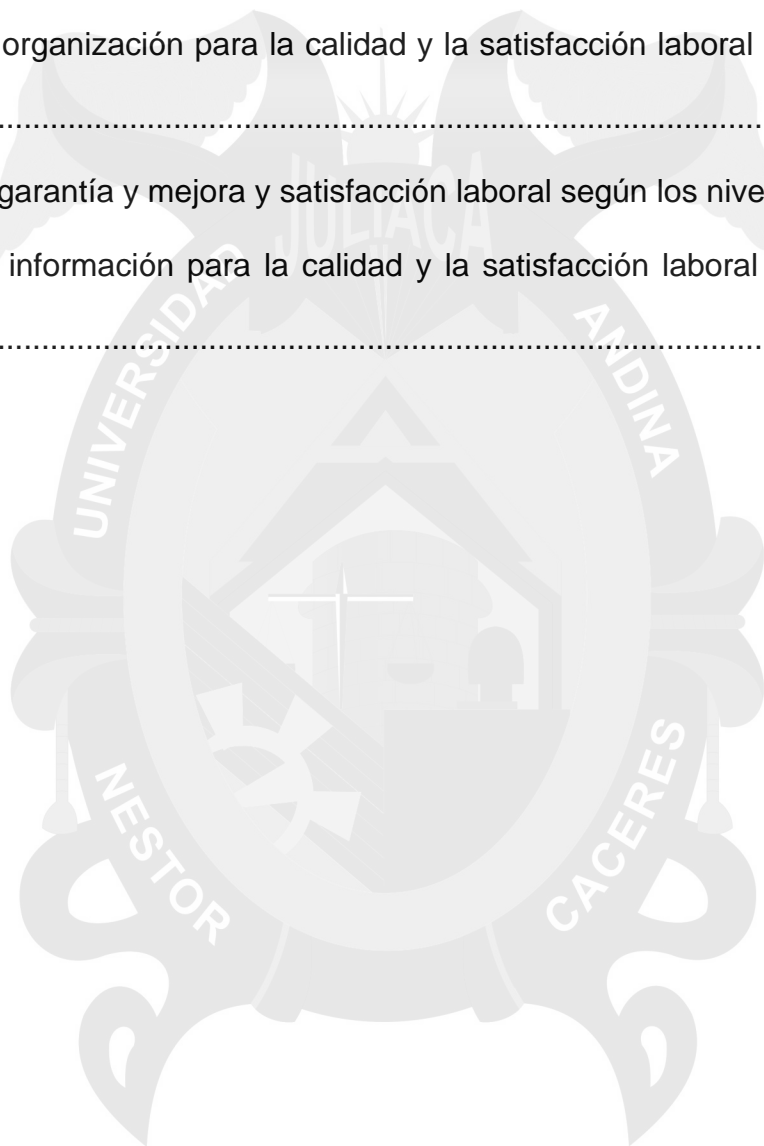 organización para la calidad y la satisfacción laboral
................................................................................
garantía y mejora y satisfacción laboral según los nive
información para la calidad y la satisfacción laboral
................................................................................
JULIACA
UNIVERSIDAD
ANDINA
NESTOR
CACERES